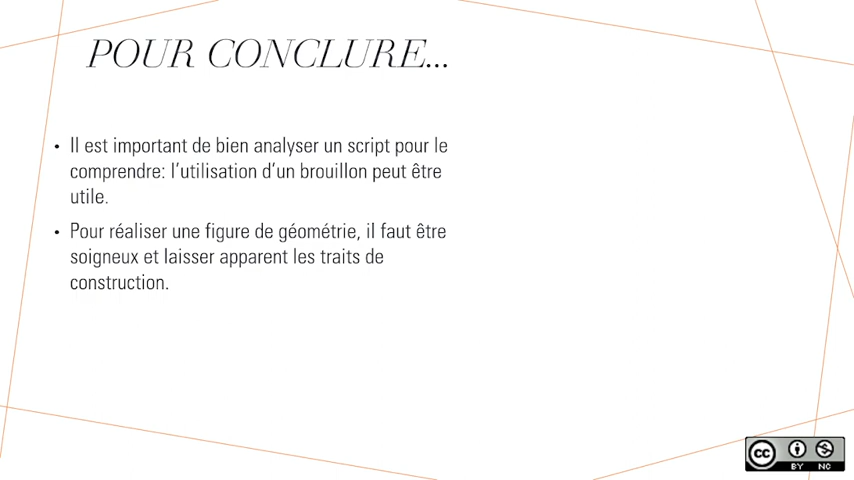 POUR CONCLURE...
• Il est important de bien analyser un script pour le
comprendre: l’utilisation d’un brouillon peut être
utile.
• Pour réaliser une figure de géométrie, il faut être
soigneux et laisser apparent les traits de
construction.
cc
BY NC